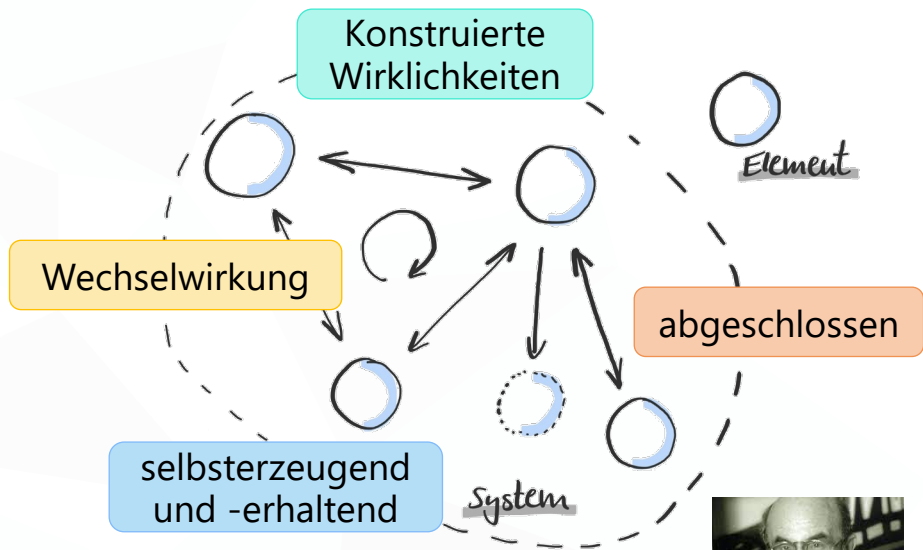 Konstruierte
Wirklichkeiten
Element
Wechselwirkung
abgeschlossen
selbsterzeugend
und -erhaltend
System